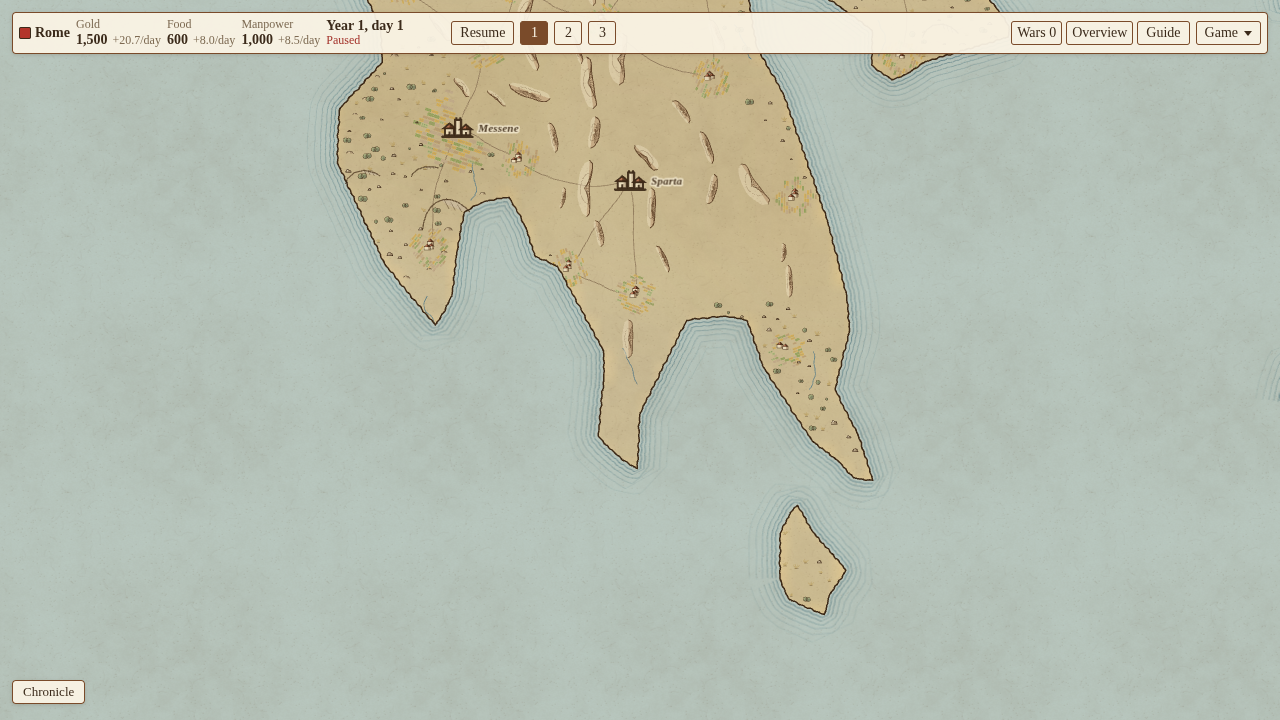 Rome
Gold
1,500 +20.7/day
Food
600 +8.0/day
Manpower
1,000 +8.5/day
Year 1, day 1
Paused
Resume
1
2
3
Wars 0
Overview
Guide
Game
Messene
Sparta
Chronicle